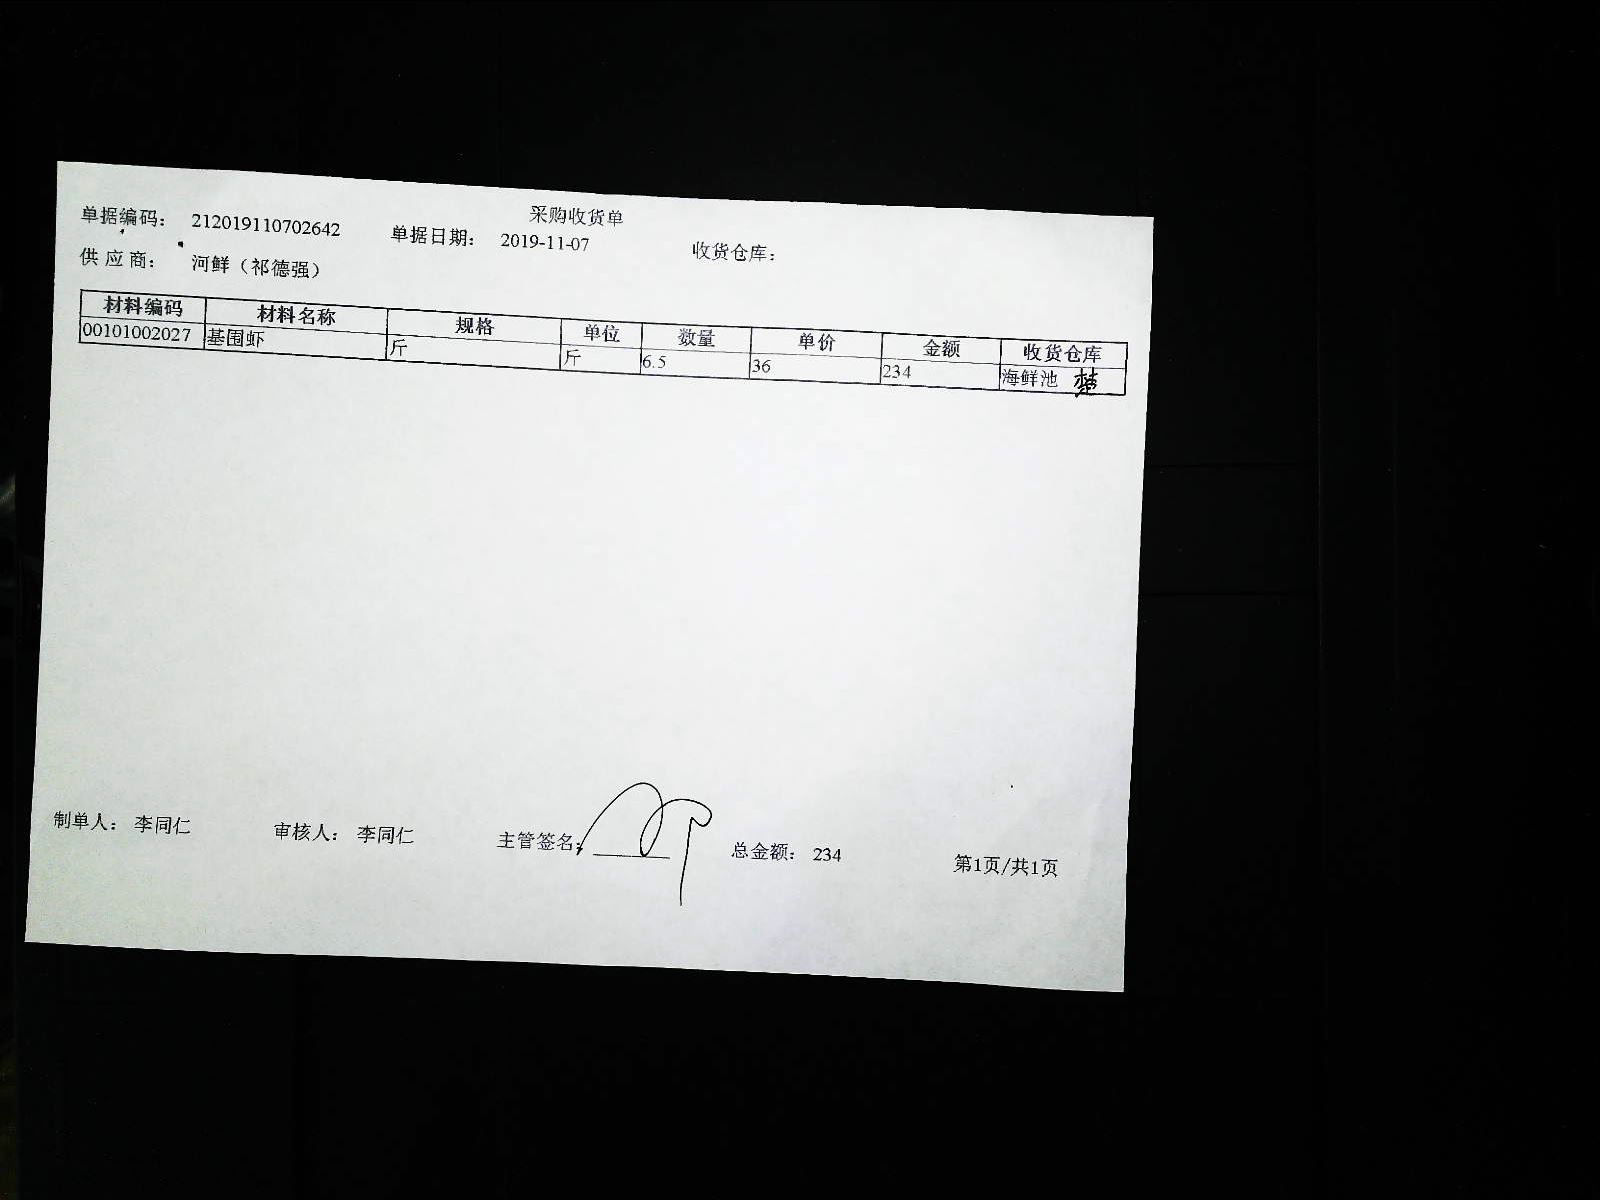 采购收货单
单据编码： 212019110702642 单据日期： 2019-11-07 收货仓库：
供应商： 河鲜（祁德强）
材料编码 材料名称 规格 单位 数量 单价 金额 收货仓库
00101002027 基围虾 斤 斤 6.5 36 234 海鲜池
制单人： 李同仁 审核人： 李同仁 主管签名： 总金额： 234 第1页/共1页